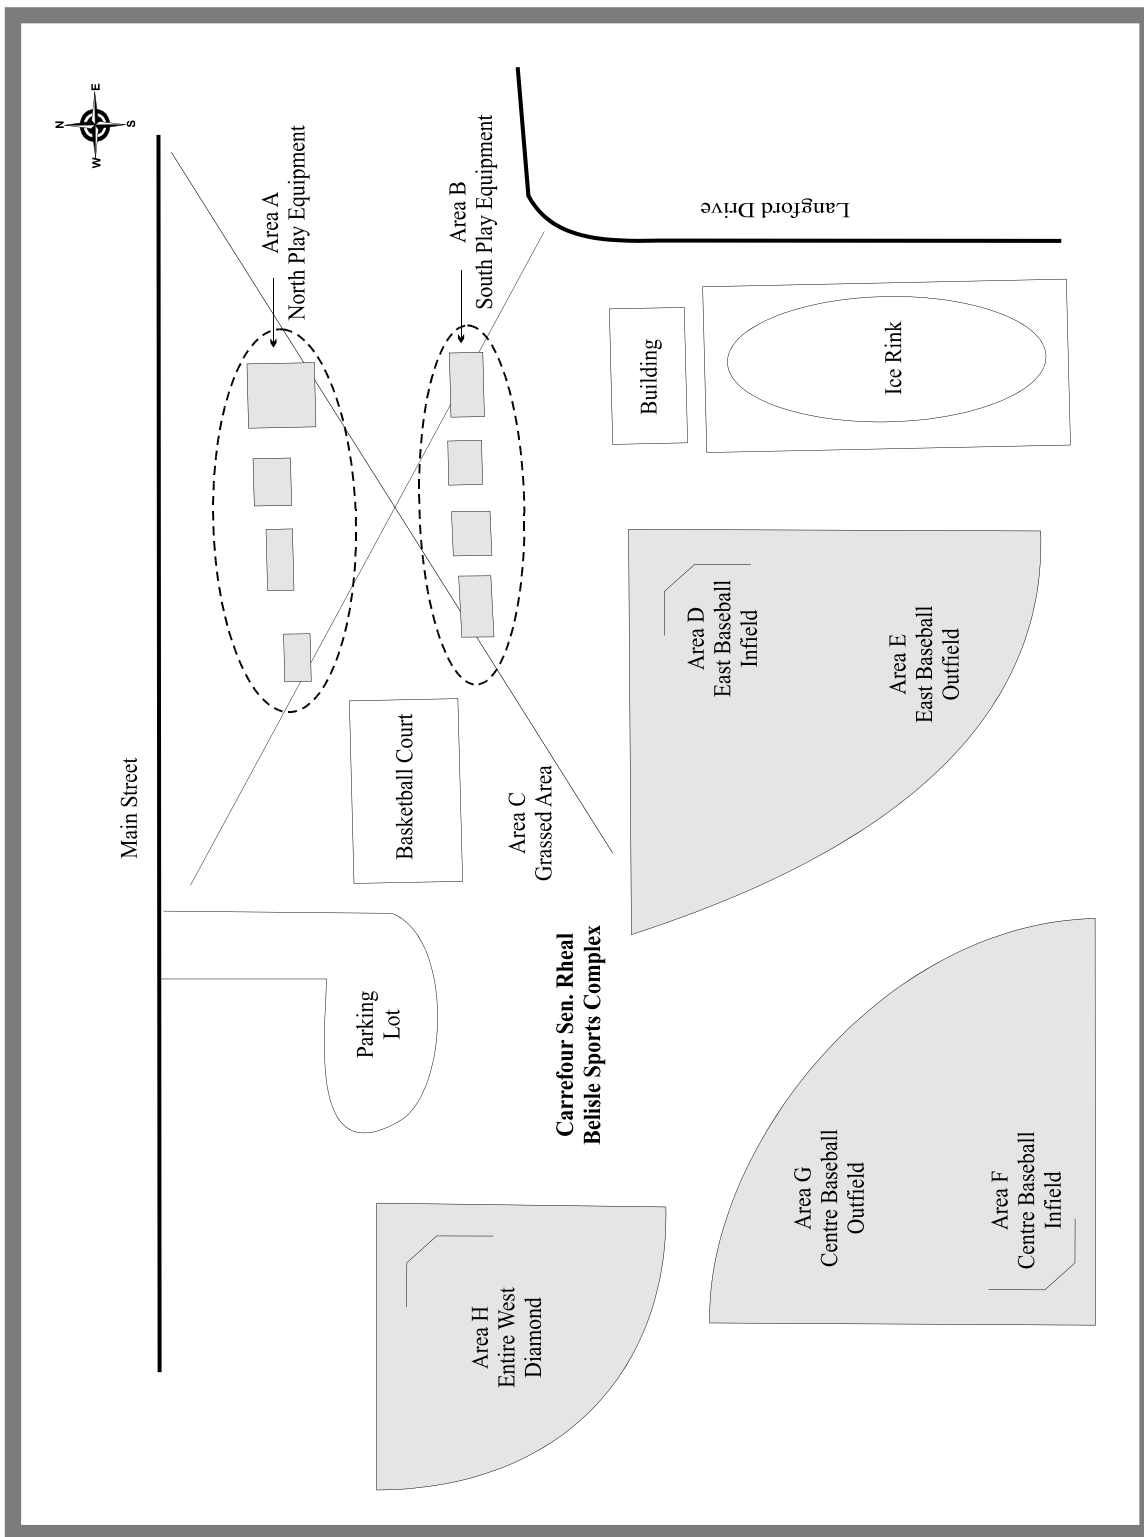 N
E
S
W
Main Street
Area A
North Play Equipment
Area B
South Play Equipment
Langford Drive
Building
Ice Rink
Basketball Court
Area C
Grassed Area
Area D
East Baseball
Infield
Area E
East Baseball
Outfield
Parking
Lot
Carrefour Sen. Rheal
Belisle Sports Complex
Area G
Centre Baseball
Outfield
Area F
Centre Baseball
Infield
Area H
Entire West
Diamond